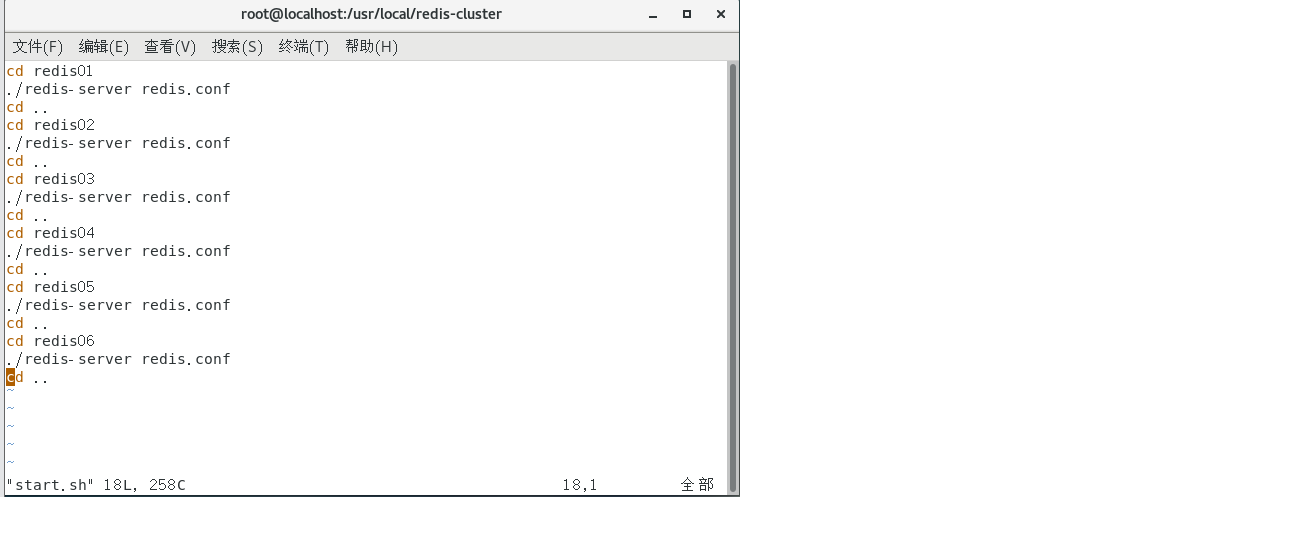 root@localhost:/usr/local/redis-cluster
文件(F) 编辑(E) 查看(V) 搜索(S) 终端(T) 帮助(H)
cd redis01
./redis-server redis.conf
cd ..
cd redis02
./redis-server redis.conf
cd ..
cd redis03
./redis-server redis.conf
cd ..
cd redis04
./redis-server redis.conf
cd ..
cd redis05
./redis-server redis.conf
cd ..
cd redis06
./redis-server redis.conf
cd ..
~
~
~
~
~
"start.sh" 18L, 258C 18,1 全部